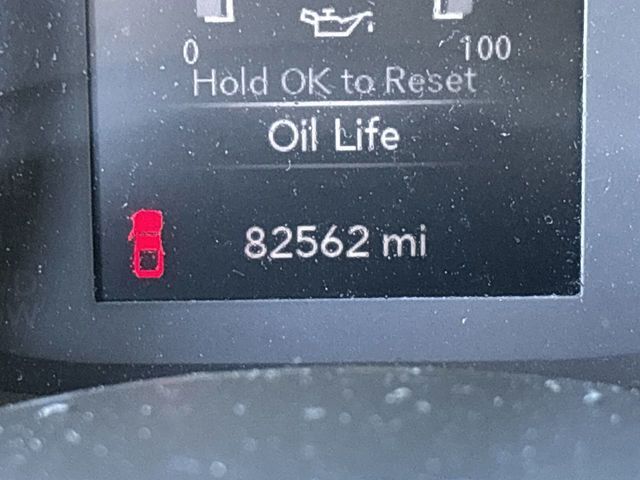 0 100
Hold OK to Reset
Oil Life
82562 mi